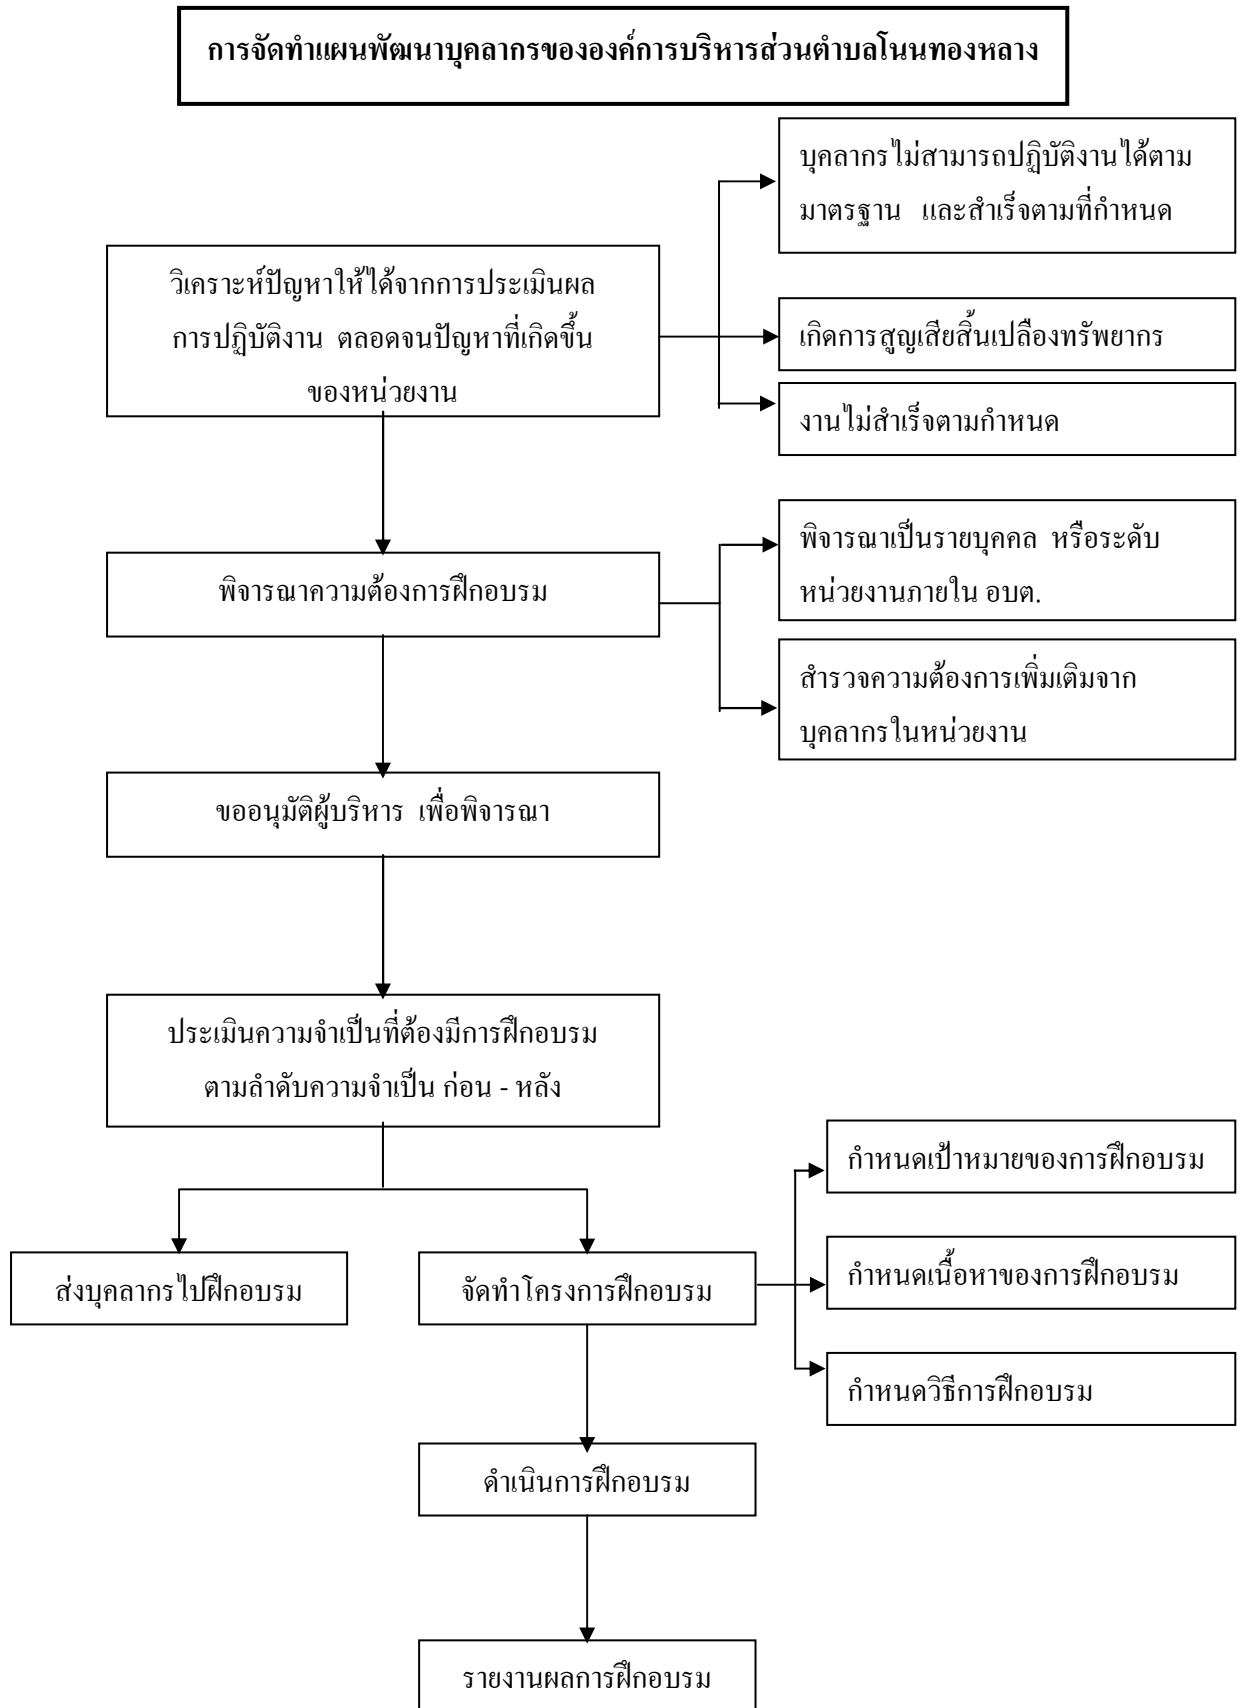 การจัดทำแผนพัฒนาบุคลากรขององค์การบริหารส่วนตำบลโนนทองหลาง
บุคลากรไม่สามารถปฏิบัติงานได้ตาม
มาตรฐาน และสำเร็จตามที่กำหนด
วิเคราะห์ปัญหาให้ได้จากการประเมินผล
การปฏิบัติงาน ตลอดจนปัญหาที่เกิดขึ้น
ของหน่วยงาน
เกิดการสูญเสียสิ้นเปลืองทรัพยากร
งานไม่สำเร็จตามกำหนด
พิจารณาความต้องการฝึกอบรม
พิจารณาเป็นรายบุคคล หรือระดับ
หน่วยงานภายใน อบต.
สำรวจความต้องการเพิ่มเติมจาก
บุคลากรในหน่วยงาน
ขออนุมัติผู้บริหาร เพื่อพิจารณา
ประเมินความจำเป็นที่ต้องมีการฝึกอบรม
ตามลำดับความจำเป็น ก่อน - หลัง
ส่งบุคลากรไปฝึกอบรม
จัดทำโครงการฝึกอบรม
กำหนดเป้าหมายของการฝึกอบรม
กำหนดเนื้อหาของการฝึกอบรม
กำหนดวิธีการฝึกอบรม
ดำเนินการฝึกอบรม
รายงานผลการฝึกอบรม